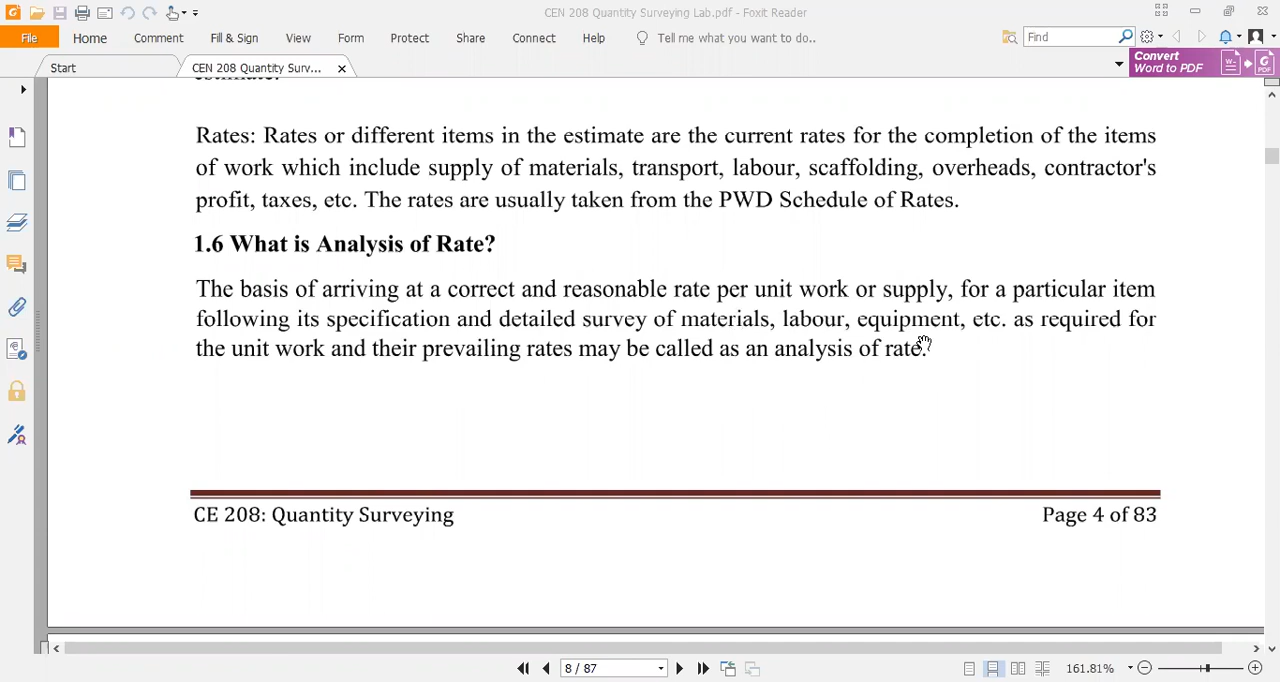 CEN 208 Quantity Surveying Lab.pdf - Foxit Reader
File Home Comment Fill & Sign View Form Protect Share Connect Help Tell me what you want to do.. Find
Start CEN 208 Quantity Surv... Convert
Word to PDF
estimate.
Rates: Rates or different items in the estimate are the current rates for the completion of the items
of work which include supply of materials, transport, labour, scaffolding, overheads, contractor's
profit, taxes, etc. The rates are usually taken from the PWD Schedule of Rates.
1.6 What is Analysis of Rate?
The basis of arriving at a correct and reasonable rate per unit work or supply, for a particular item
following its specification and detailed survey of materials, labour, equipment, etc. as required for
the unit work and their prevailing rates may be called as an analysis of rate.
CE 208: Quantity Surveying Page 4 of 83
8 / 87 161.81%